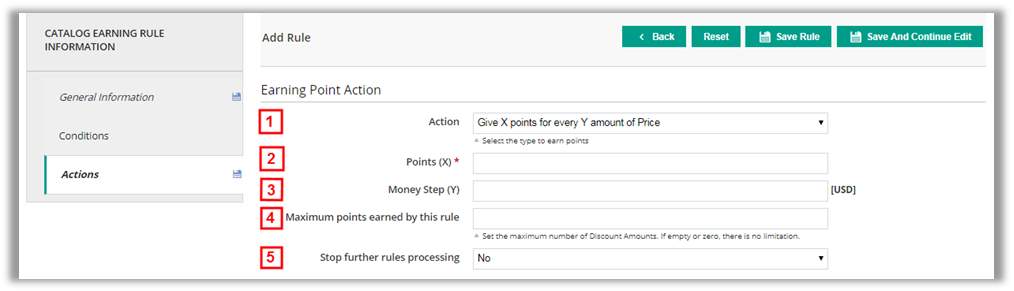 CATALOG EARNING RULE
INFORMATION
General Information
Conditions
Actions
Add Rule
Back
Reset
Save Rule
Save And Continue Edit
Earning Point Action
1
Action
Give X points for every Y amount of Price
Select the type to earn points
2
Points (X) *
3
Money Step (Y)
[USD]
4
Maximum points earned by this rule
Set the maximum number of Discount Amounts. If empty or zero, there is no limitation.
5
Stop further rules processing
No